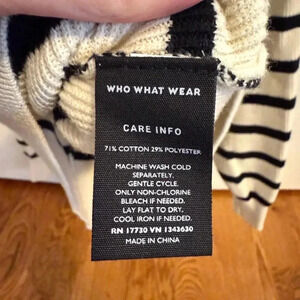 WHO WHAT WEAR
CARE INFO
71% COTTON 29% POLYESTER
MACHINE WASH COLD
SEPARATELY.
GENTLE CYCLE.
ONLY NON-CHLORINE
BLEACH IF NEEDED.
LAY FLAT TO DRY.
COOL IRON IF NEEDED.
RN 17730 VN 1343630
MADE IN CHINA